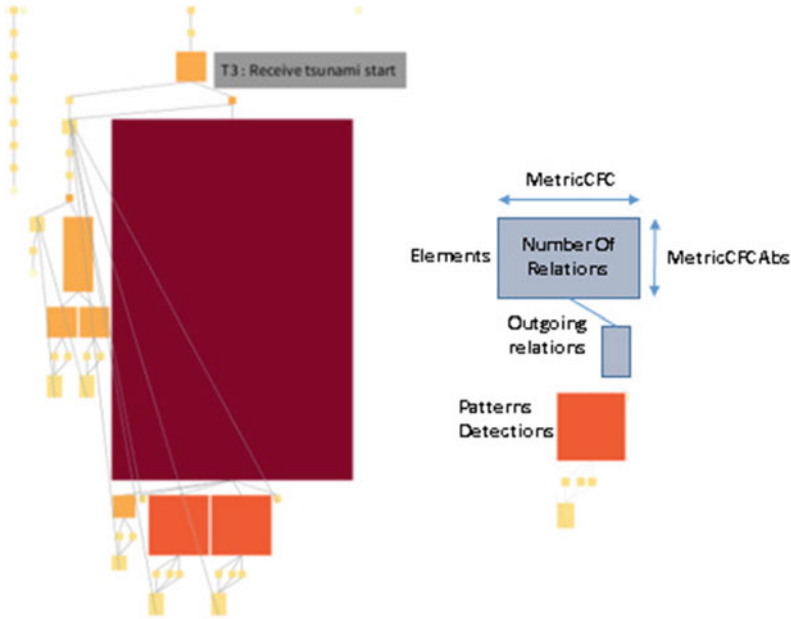 T3 : Receive tsunami start
MetricCFC
Elements
Number Of
Relations
MetricCFCAbs
Outgoing
relations
Patterns
Detections